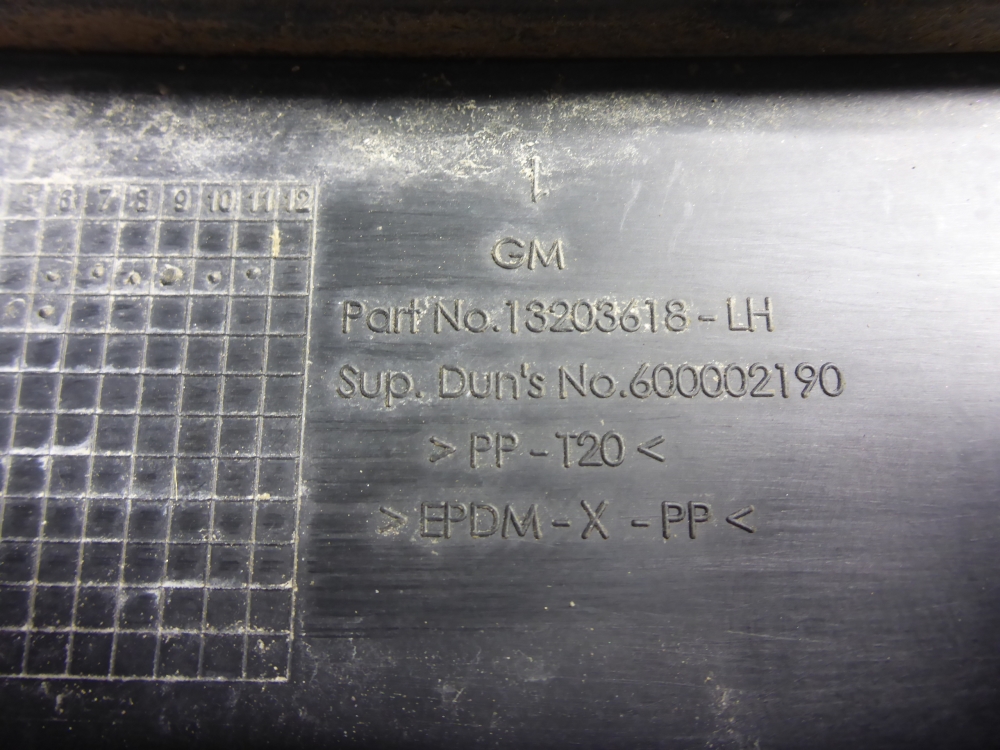 1
5 6 7 8 9 10 11 12
GM
Part No.13203618-LH
Sup. Dun's No.600002190
> PP-T20 <
>EPDM-X -PP<